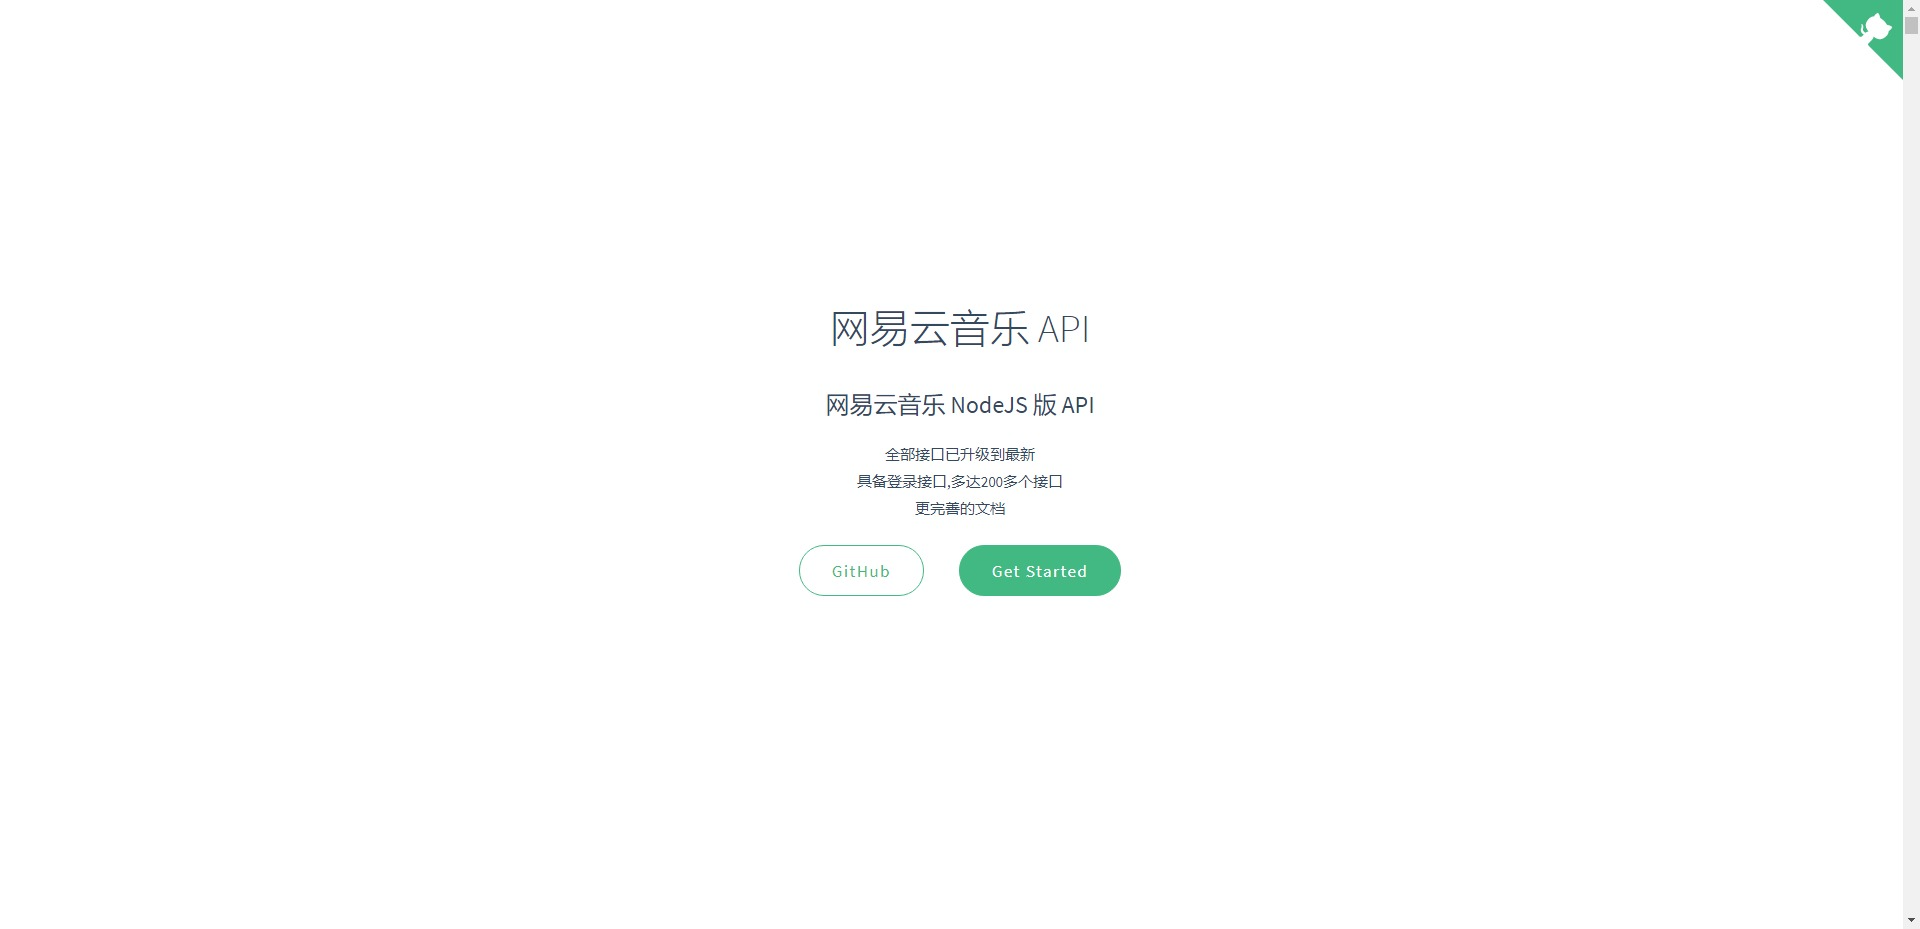 网易云音乐 API
网易云音乐 NodeJS 版 API
全部接口已升级到最新
具备登录接口,多达200多个接口
更完善的文档
GitHub
Get Started